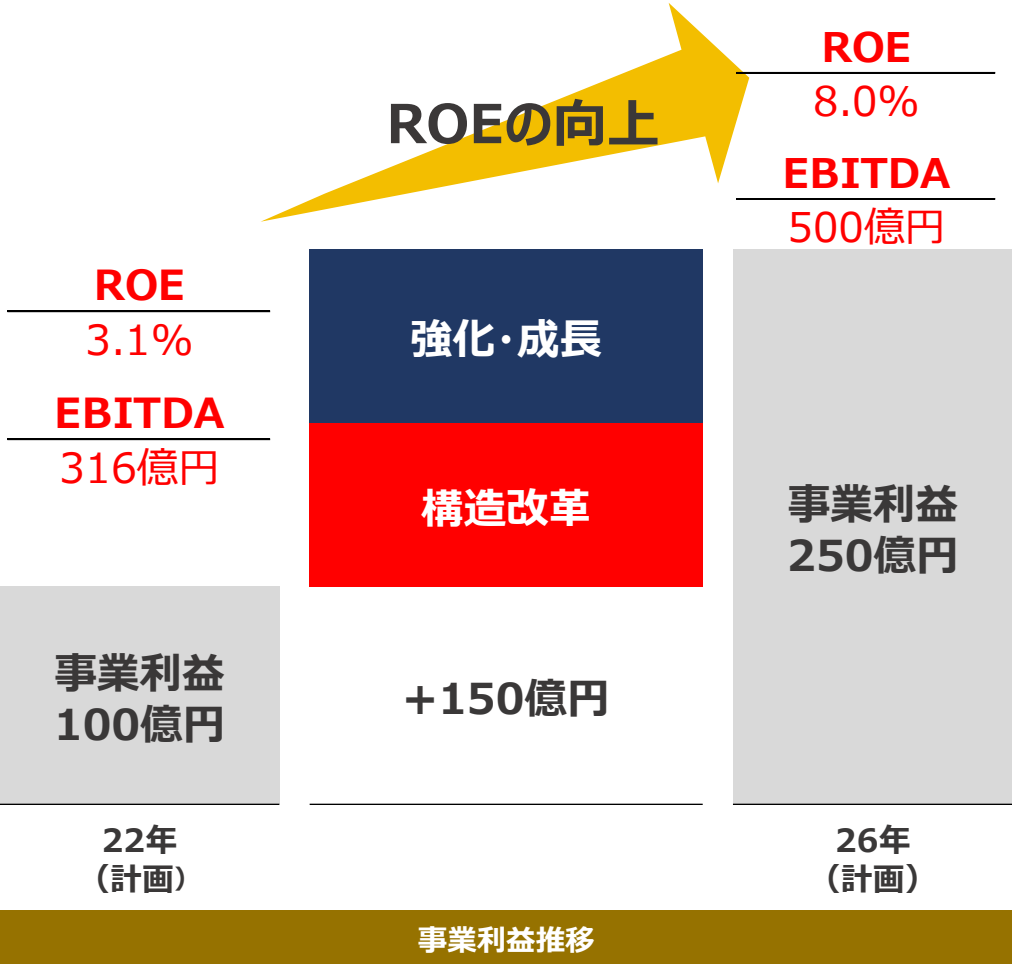 ROEの向上
ROE
8.0%
EBITDA
500億円
ROE
3.1%
EBITDA
316億円
強化・成長
構造改革
+150億円
事業利益
100億円
事業利益
250億円
22年
（計画）
26年
（計画）
事業利益推移